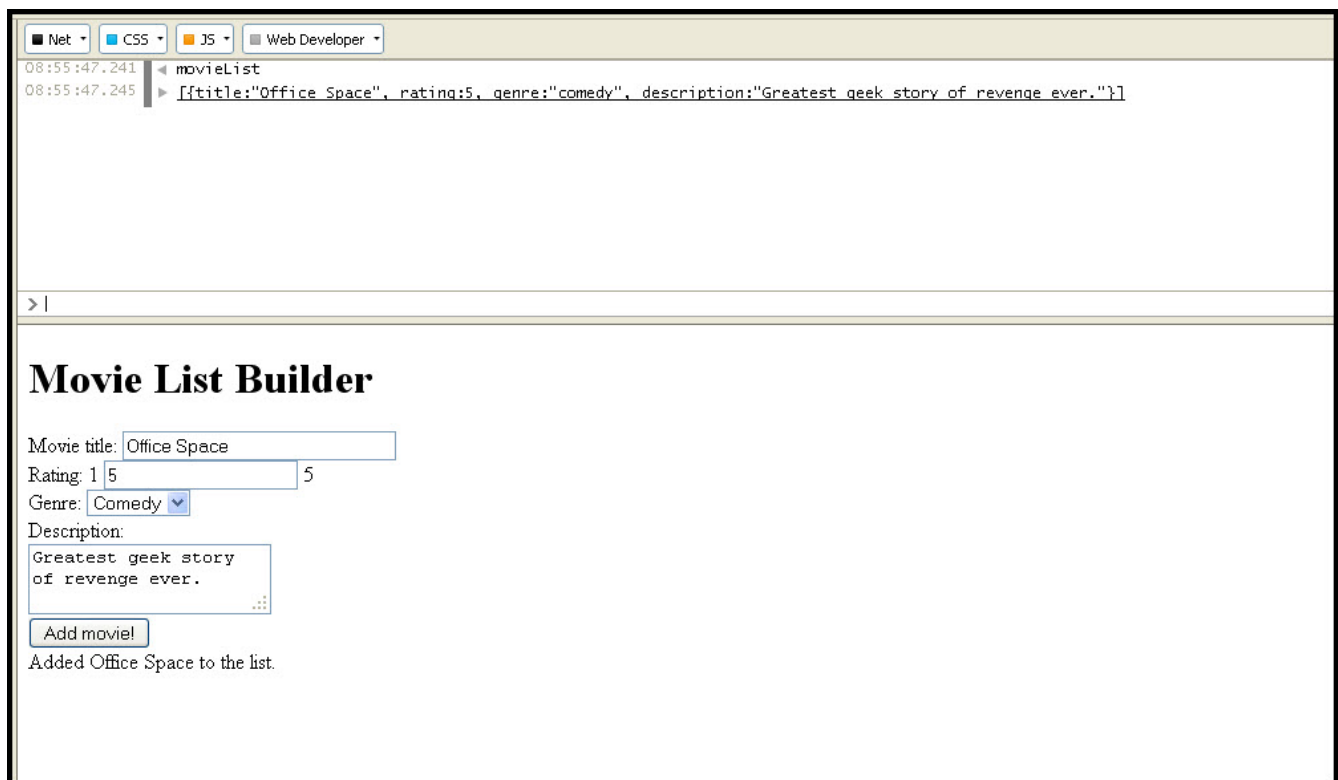 Net CSS JS Web Developer
08:55:47.241 movieList
08:55:47.245 [{title:"Office Space", rating:5, genre:"comedy", description:"Greatest geek story of revenge ever."}]
>
Movie List Builder
Movie title: Office Space
Rating: 1 5 5
Genre: Comedy
Description:
Greatest geek story
of revenge ever.
Add movie!
Added Office Space to the list.